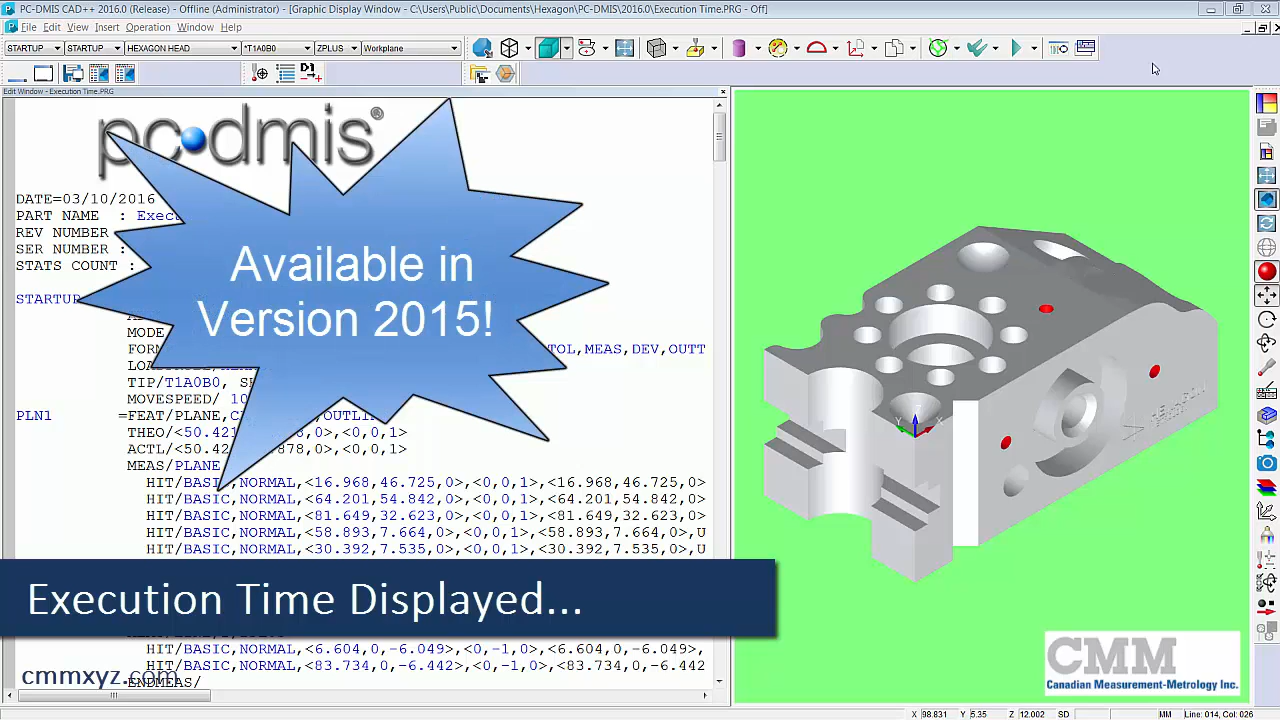 PC-DMIS CAD++ 2016.0 (Release) - Offline (Administrator) - [Graphic Display Window - C:\Users\Public\Documents\Hexagon\PC-DMIS\2016.0\Execution Time.PRG - Off]
File Edit View Insert Operation Window Help
STARTUP STARTUP HEXAGON HEAD *T1A0B0 ZPLUS Workplane
Edit Window - Execution Time.PRG
pc•dmis®
DATE=03/10/2016
PART NAME : Execu
REV NUMBER
SER NUMBER :
STATS COUNT :
Available in
Version 2015!
STARTUP
MODE
FORM TOL,MEAS,DEV,OUTT
TIP/T1A0B0,
MOVESPEED/ 10
PLN1 =FEAT/PLANE,C OUTLI
THEO/<50.421 878,0>,<0,0,1>
ACTL/<50.42 878,0>,<0,0,1>
MEAS/PLANE
HIT/BASIC,NORMAL,<16.968,46.725,0>,<0,0,1>,<16.968,46.725,0>
HIT/BASIC,NORMAL,<64.201,54.842,0>,<0,0,1>,<64.201,54.842,0>
HIT/BASIC,NORMAL,<81.649,32.623,0>,<0,0,1>,<81.649,32.623,0>
HIT/BASIC,NORMAL,<58.893,7.664,0>,<0,0,1>,<58.893,7.664,0>,U
HIT/BASIC,NORMAL,<30.392,7.535,0>,<0,0,1>,<30.392,7.535,0>,U
Execution Time Displayed...
HIT/BASIC,NORMAL,<6.604,0,-6.049>,<0,-1,0>,<6.604,0,-6.049>,
HIT/BASIC,NORMAL,<83.734,0,-6.442>,<0,-1,0>,<83.734,0,-6.442
ENDMEAS/
cmmxyz.com
Z
Y X
CMM
Canadian Measurement-Metrology Inc.
X 98.831 Y 5.35 Z 12.002 SD MM Line: 014, Col: 026